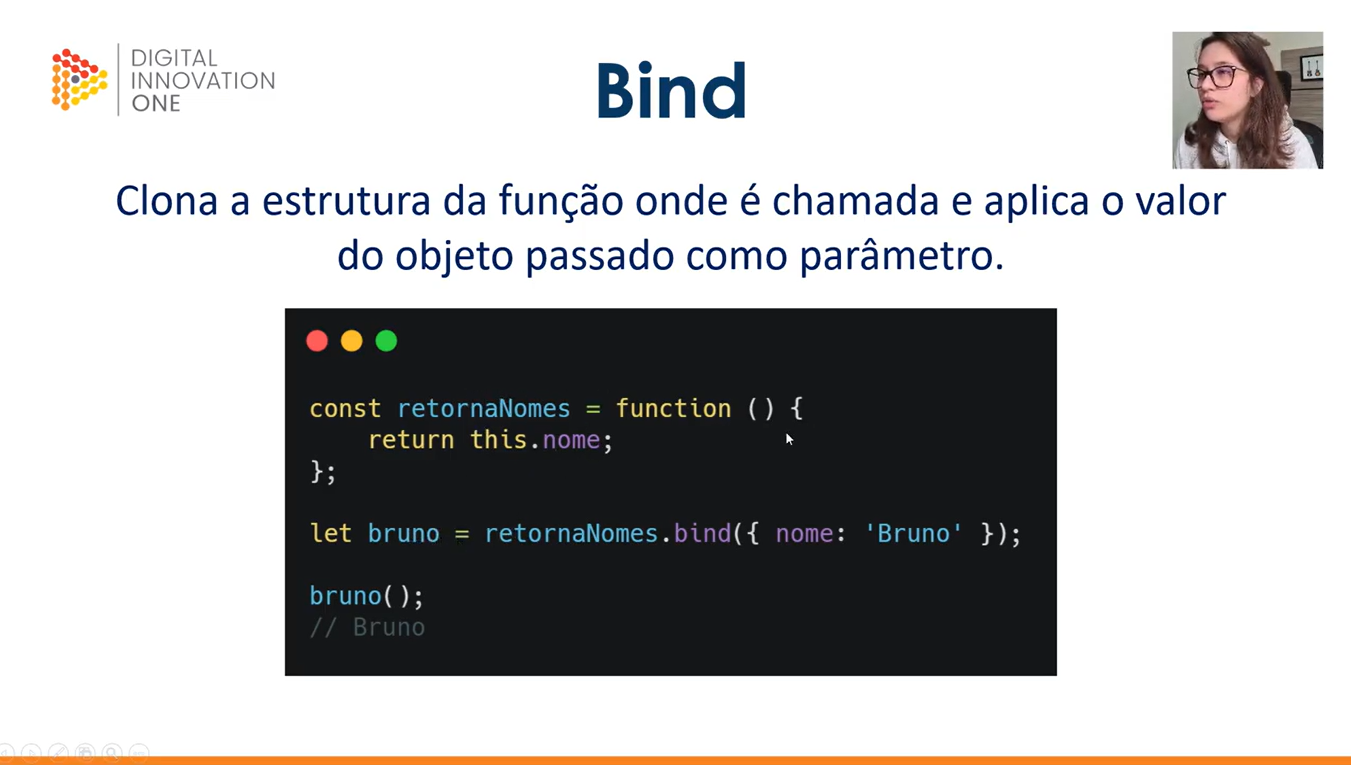 DIGITAL
INNOVATION
ONE
Bind
Clona a estrutura da função onde é chamada e aplica o valor
do objeto passado como parâmetro.
const retornaNomes = function () {
    return this.nome;
};
let bruno = retornaNomes.bind({ nome: 'Bruno' });
bruno();
// Bruno